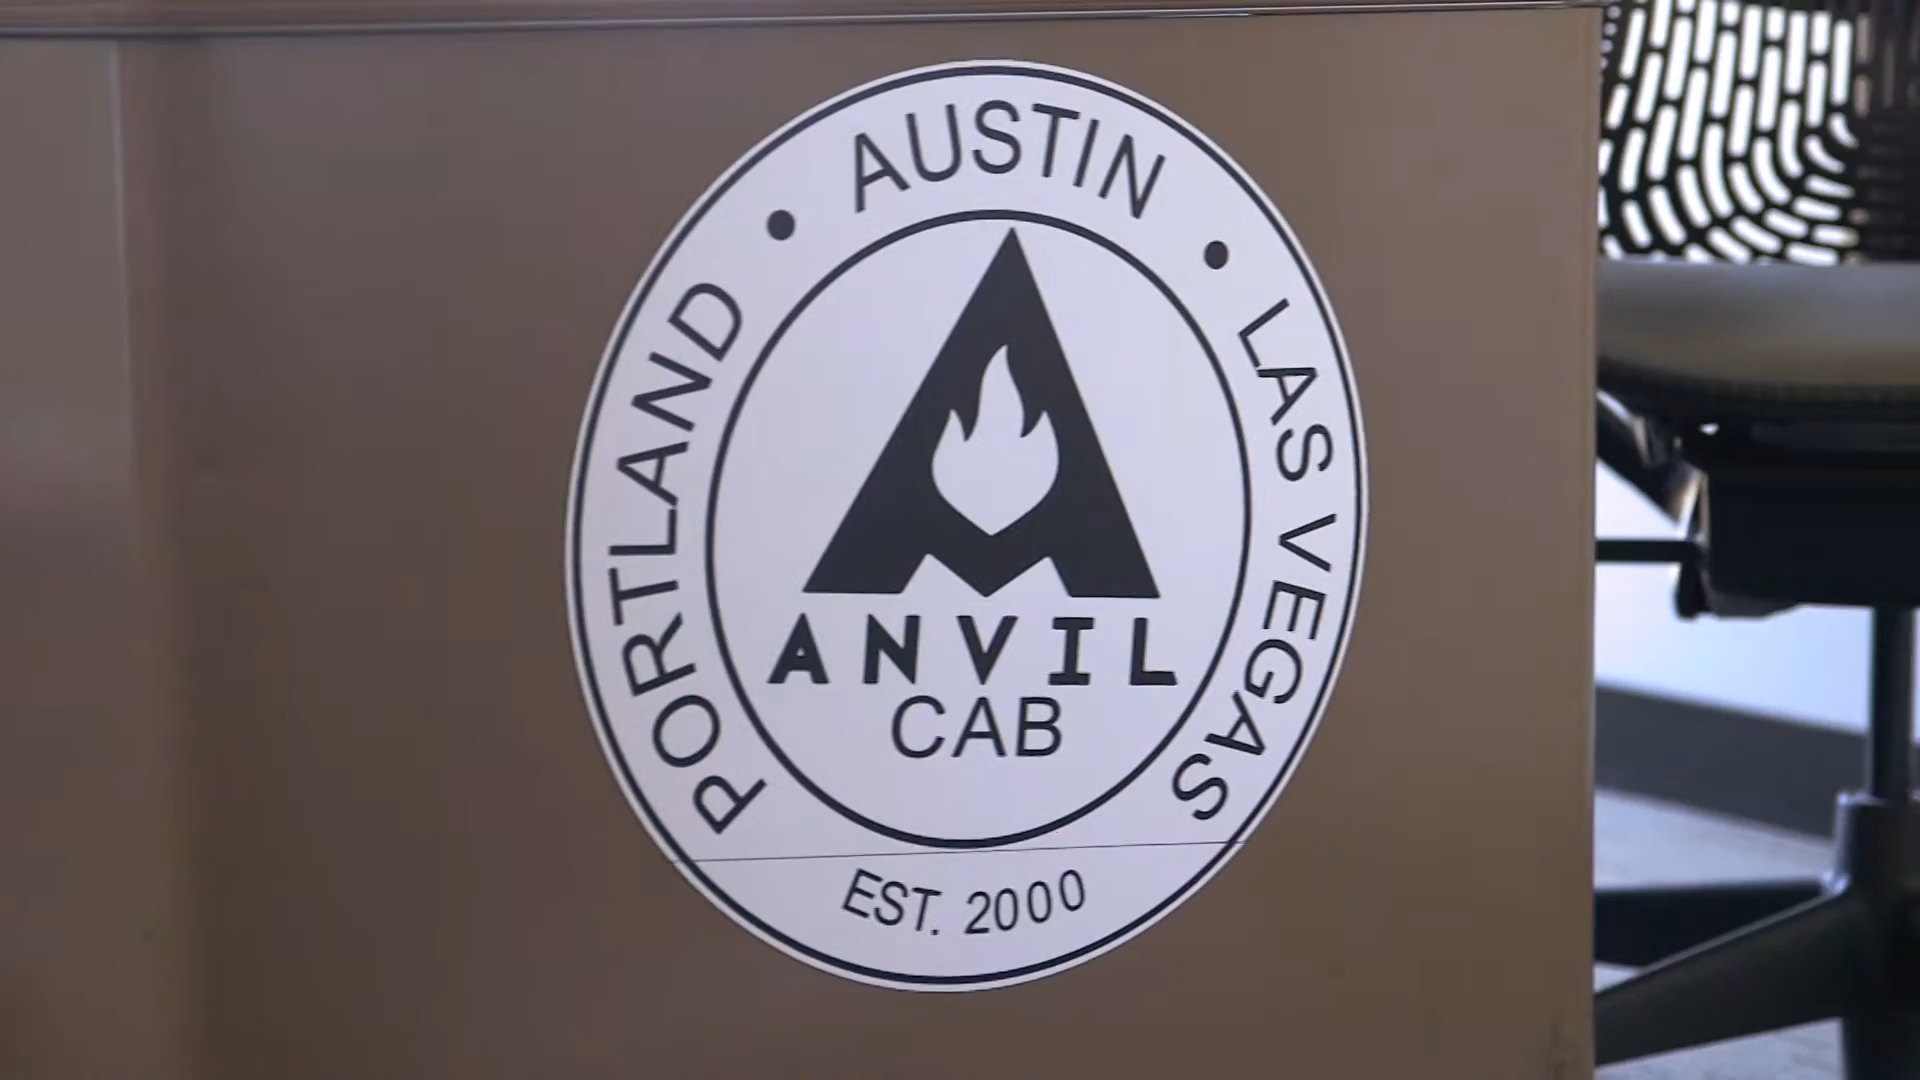 PORTLAND • AUSTIN • LAS VEGAS
ANVIL
CAB
EST. 2000